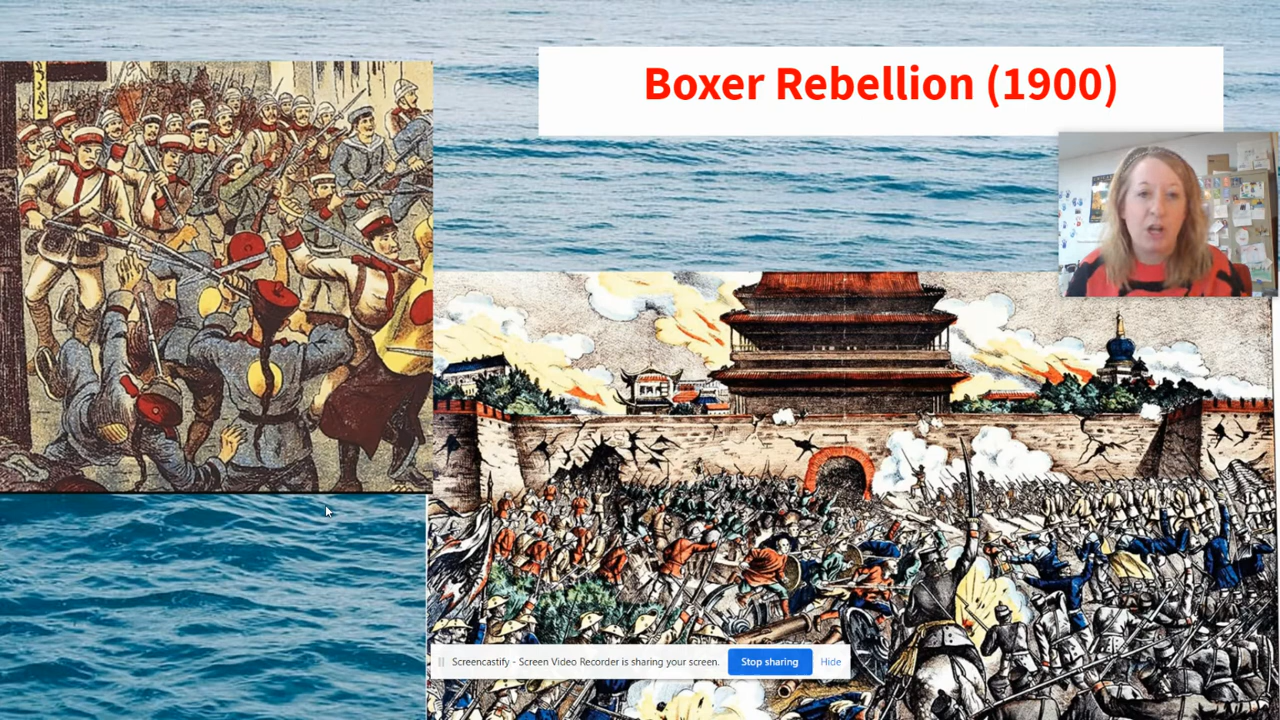 Boxer Rebellion (1900)
Screencastify - Screen Video Recorder is sharing your screen. Stop sharing Hide